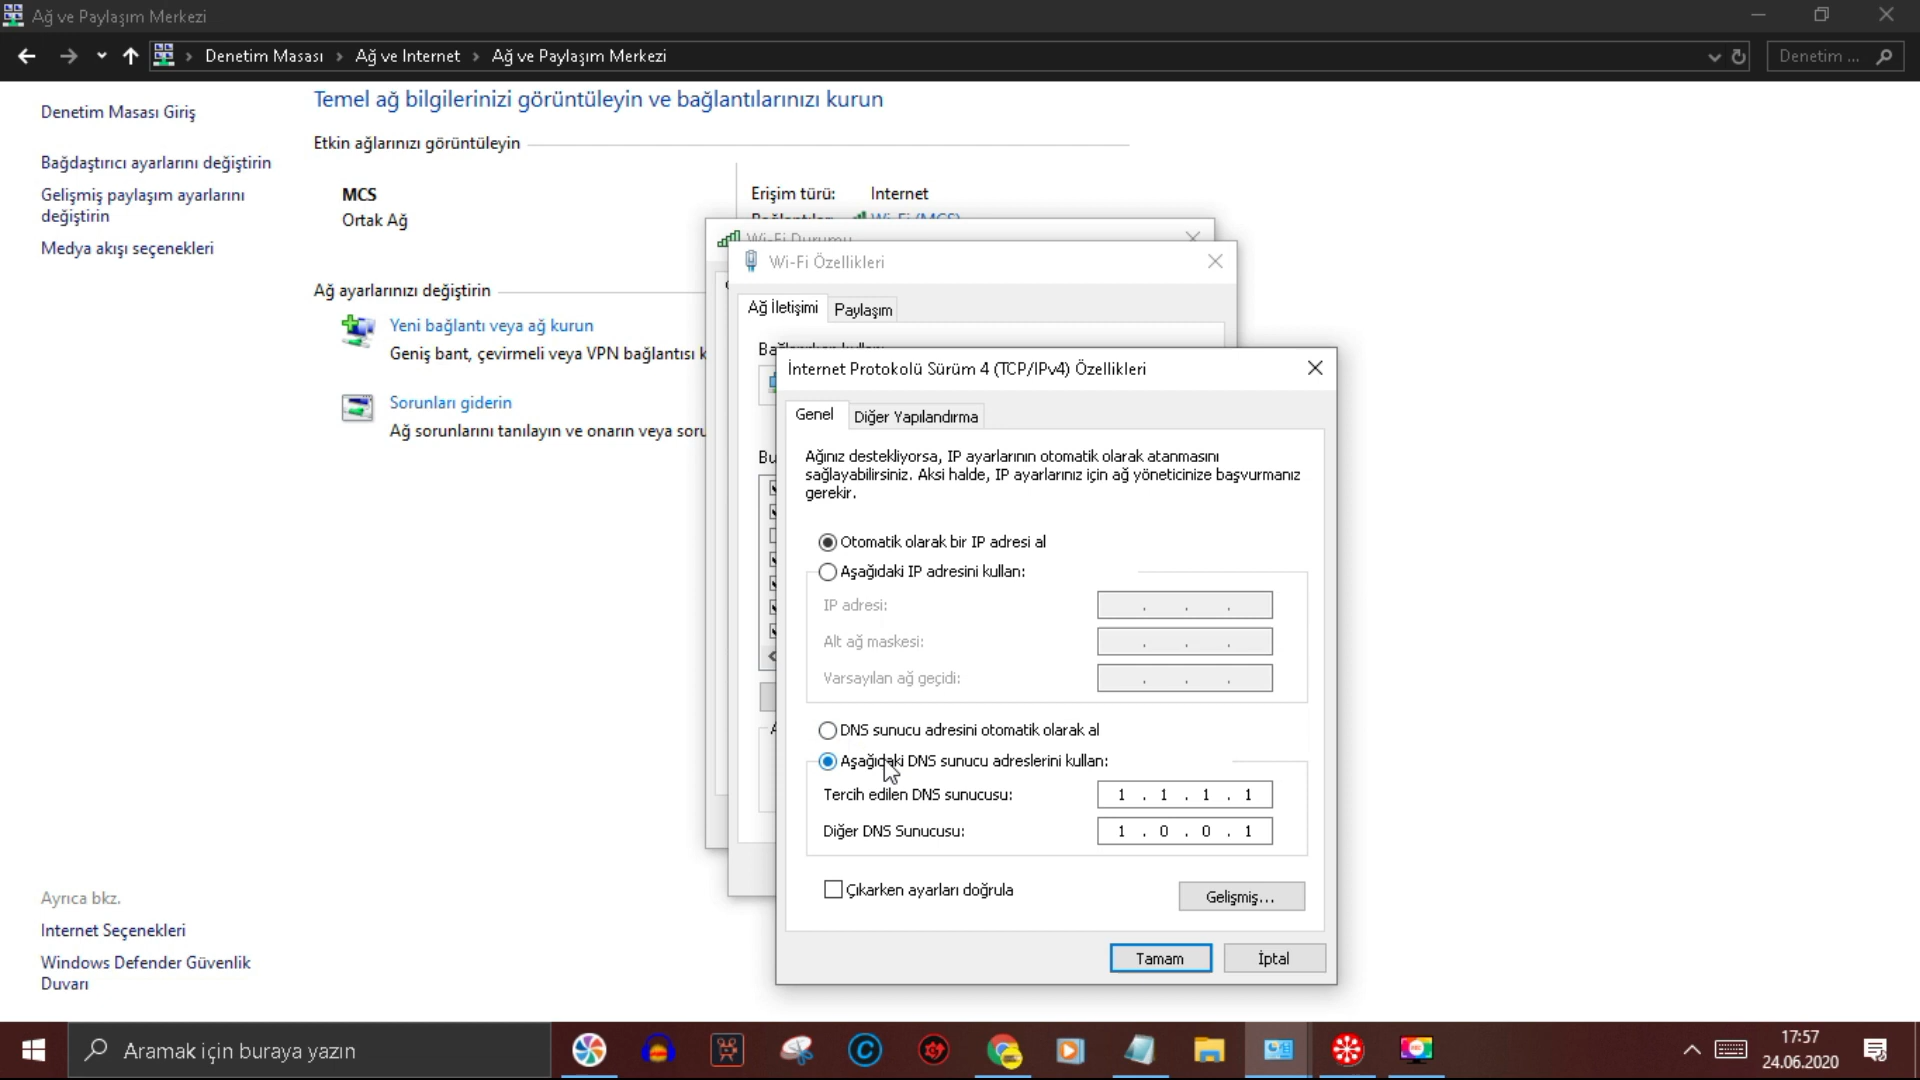 Ağ ve Paylaşım Merkezi
Denetim Masası › Ağ ve Internet › Ağ ve Paylaşım Merkezi
Denetim ...
Denetim Masası Giriş
Bağdaştırıcı ayarlarını değiştirin
Gelişmiş paylaşım ayarlarını
değiştirin
Medya akışı seçenekleri
Temel ağ bilgilerinizi görüntüleyin ve bağlantılarınızı kurun
Etkin ağlarınızı görüntüleyin
MCS
Ortak Ağ
Erişim türü: Internet
Wi-Fi (MCS)
Ağ ayarlarınızı değiştirin
Yeni bağlantı veya ağ kurun
Geniş bant, çevirmeli veya VPN bağlantısı k
Sorunları giderin
Ağ sorunlarını tanılayın ve onarın veya soru
Wi-Fi Durumu
Wi-Fi Özellikleri
Ağ İletişimi
Paylaşım
İnternet Protokolü Sürüm 4 (TCP/IPv4) Özellikleri
Genel
Diğer Yapılandırma
Ağınız destekliyorsa, IP ayarlarının otomatik olarak atanmasını
sağlayabilirsiniz. Aksi halde, IP ayarlarınız için ağ yöneticinize başvurmanız
gerekir.
Otomatik olarak bir IP adresi al
Aşağıdaki IP adresini kullan:
IP adresi: . . .
Alt ağ maskesi: . . .
Varsayılan ağ geçidi: . . .
DNS sunucu adresini otomatik olarak al
Aşağıdaki DNS sunucu adreslerini kullan:
Tercih edilen DNS sunucusu: 1 . 1 . 1 . 1
Diğer DNS Sunucusu: 1 . 0 . 0 . 1
Çıkarken ayarları doğrula
Gelişmiş...
Tamam
İptal
Ayrıca bkz.
Internet Seçenekleri
Windows Defender Güvenlik
Duvarı
Aramak için buraya yazın
17:57
24.06.2020